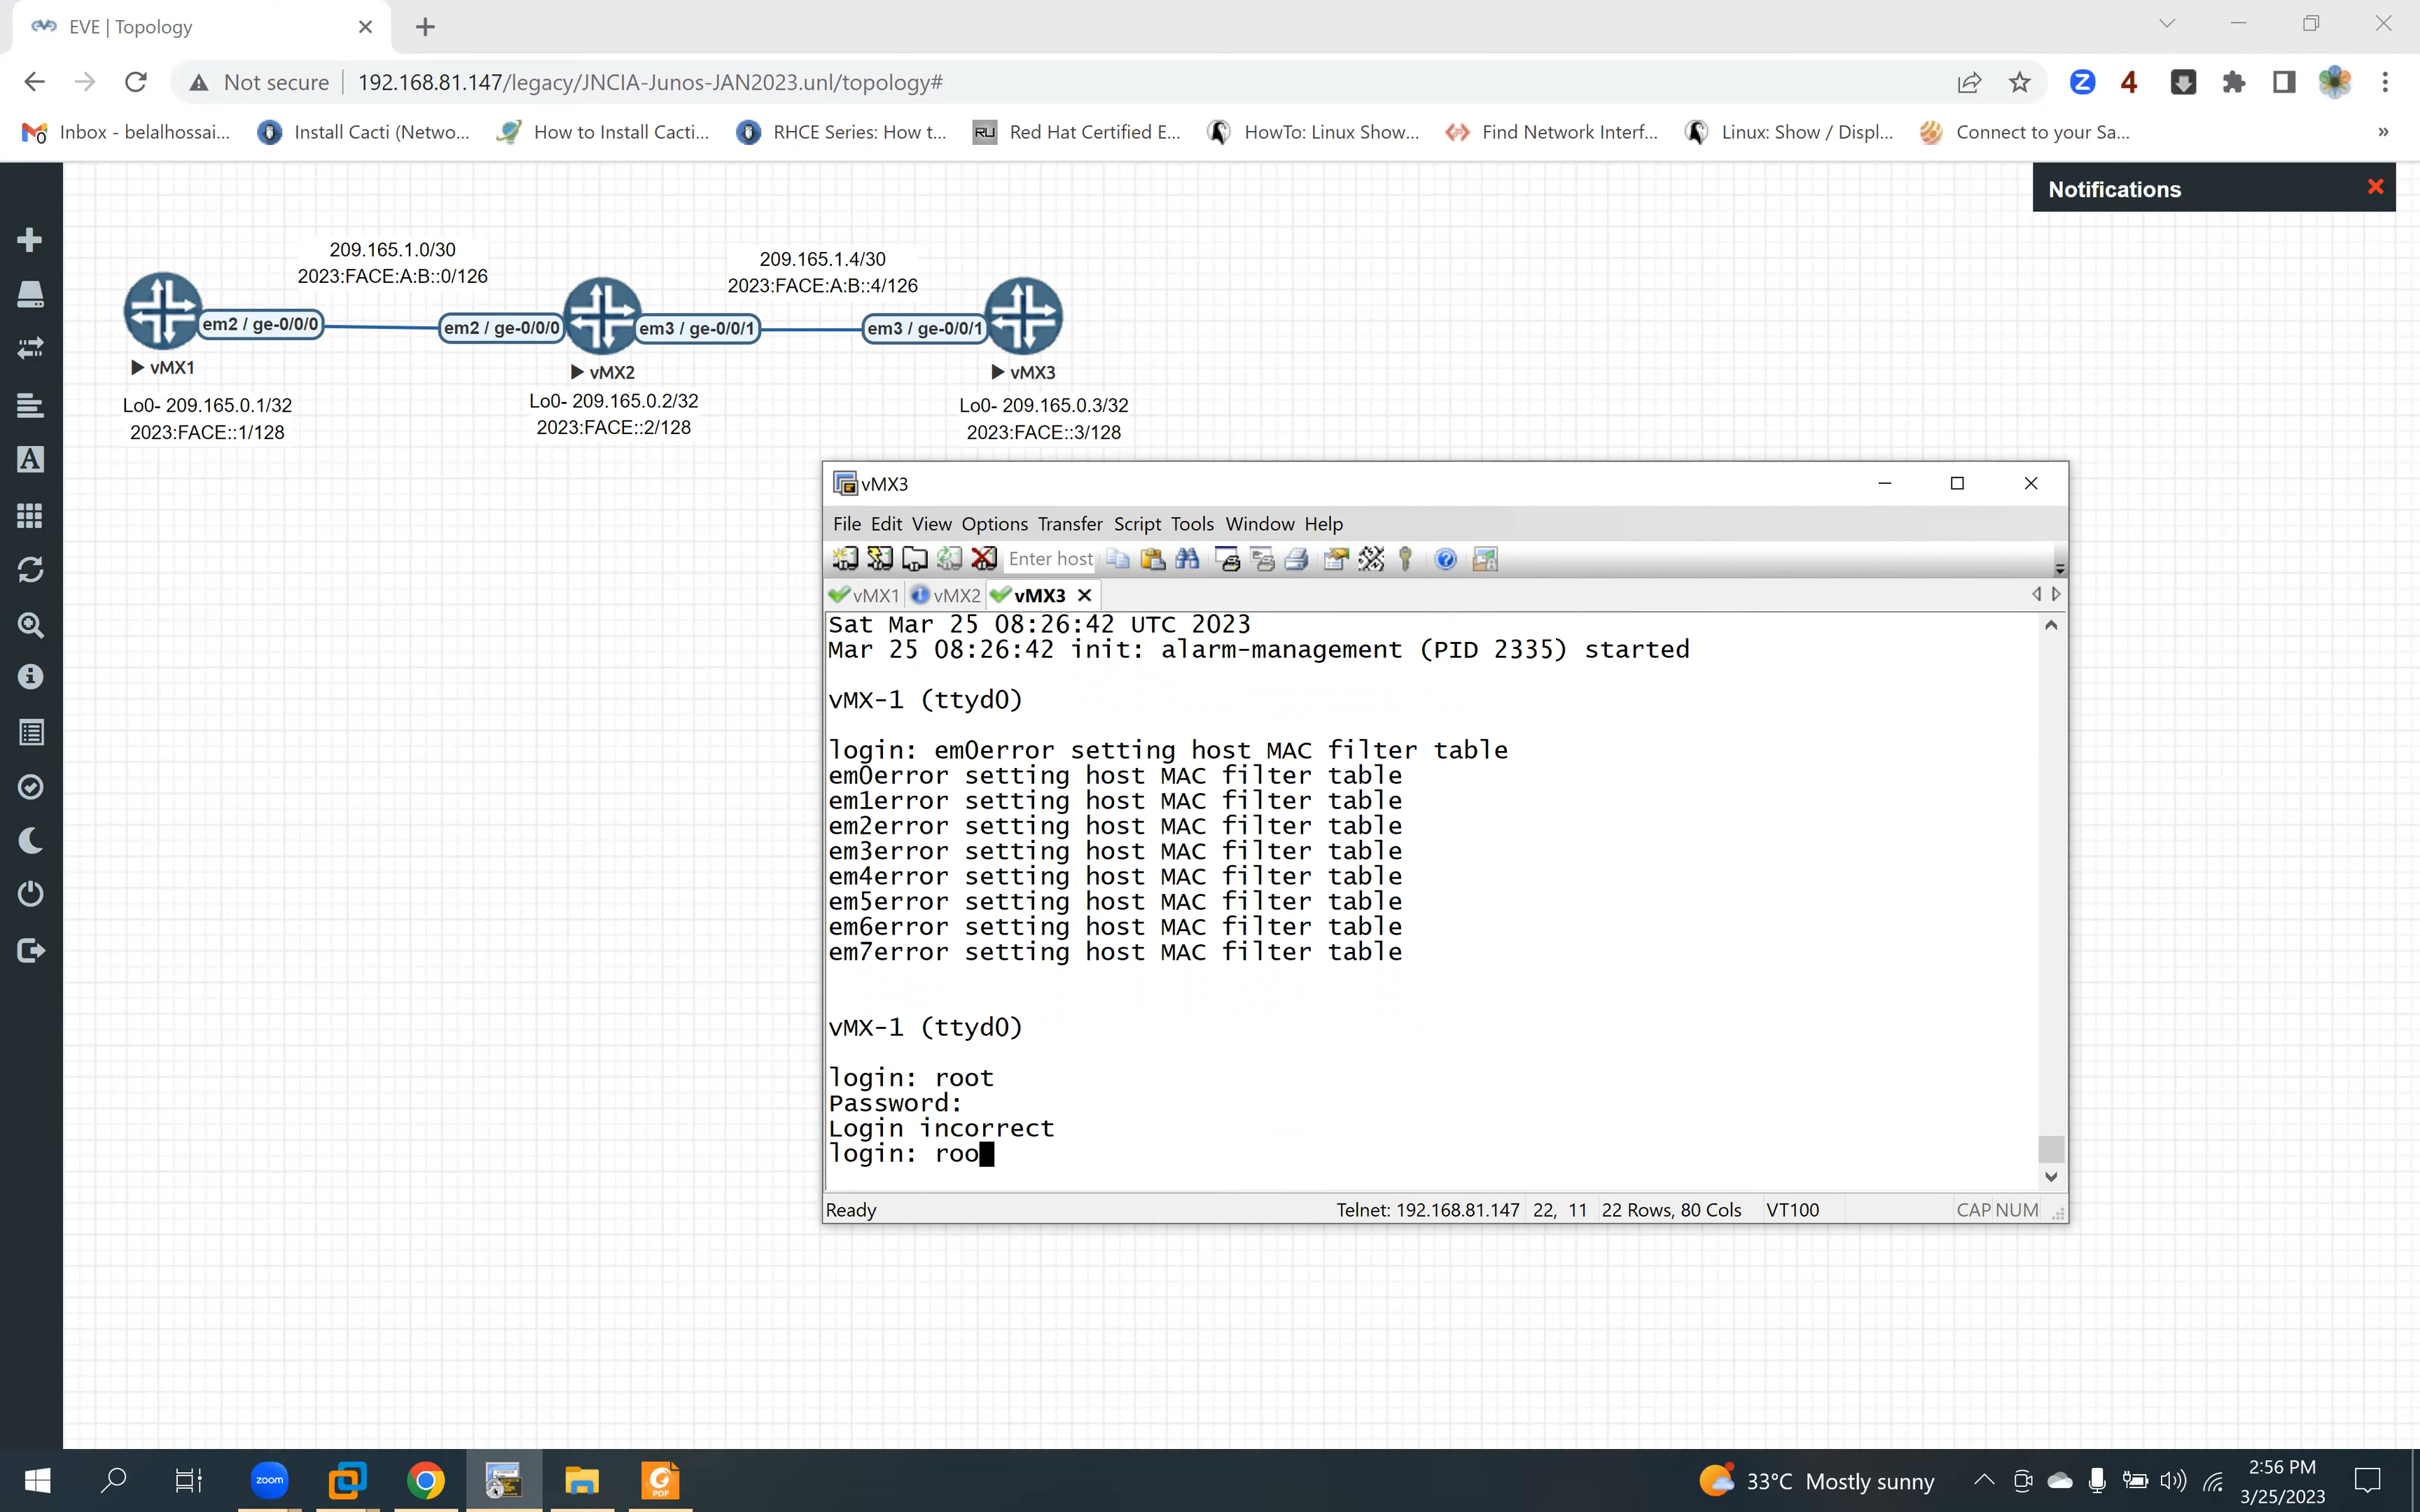 EVE | Topology
Not secure
192.168.81.147/legacy/JNCIA-Junos-JAN2023.unl/topology#
4
Inbox - belalhossai...
Install Cacti (Netwo...
How to Install Cacti...
RHCE Series: How t...
RU
Red Hat Certified E...
HowTo: Linux Show...
Find Network Interf...
Linux: Show / Displ...
Connect to your Sa...
»
Notifications
209.165.1.0/30
2023:FACE:A:B::0/126
209.165.1.4/30
2023:FACE:A:B::4/126
em2 / ge-0/0/0
em2 / ge-0/0/0
em3 / ge-0/0/1
em3 / ge-0/0/1
vMX1
vMX2
vMX3
Lo0- 209.165.0.1/32
2023:FACE::1/128
Lo0- 209.165.0.2/32
2023:FACE::2/128
Lo0- 209.165.0.3/32
2023:FACE::3/128
vMX3
File Edit View Options Transfer Script Tools Window Help
Enter host
vMX1
vMX2
vMX3
Sat Mar 25 08:26:42 UTC 2023
Mar 25 08:26:42 init: alarm-management (PID 2335) started
vMX-1 (ttyd0)
login: em0error setting host MAC filter table
em0error setting host MAC filter table
em1error setting host MAC filter table
em2error setting host MAC filter table
em3error setting host MAC filter table
em4error setting host MAC filter table
em5error setting host MAC filter table
em6error setting host MAC filter table
em7error setting host MAC filter table
vMX-1 (ttyd0)
login: root
Password:
Login incorrect
login: roo
Ready
Telnet: 192.168.81.147
22, 11
22 Rows, 80 Cols
VT100
CAP NUM
zoom
PDF
33°C Mostly sunny
2:56 PM
3/25/2023